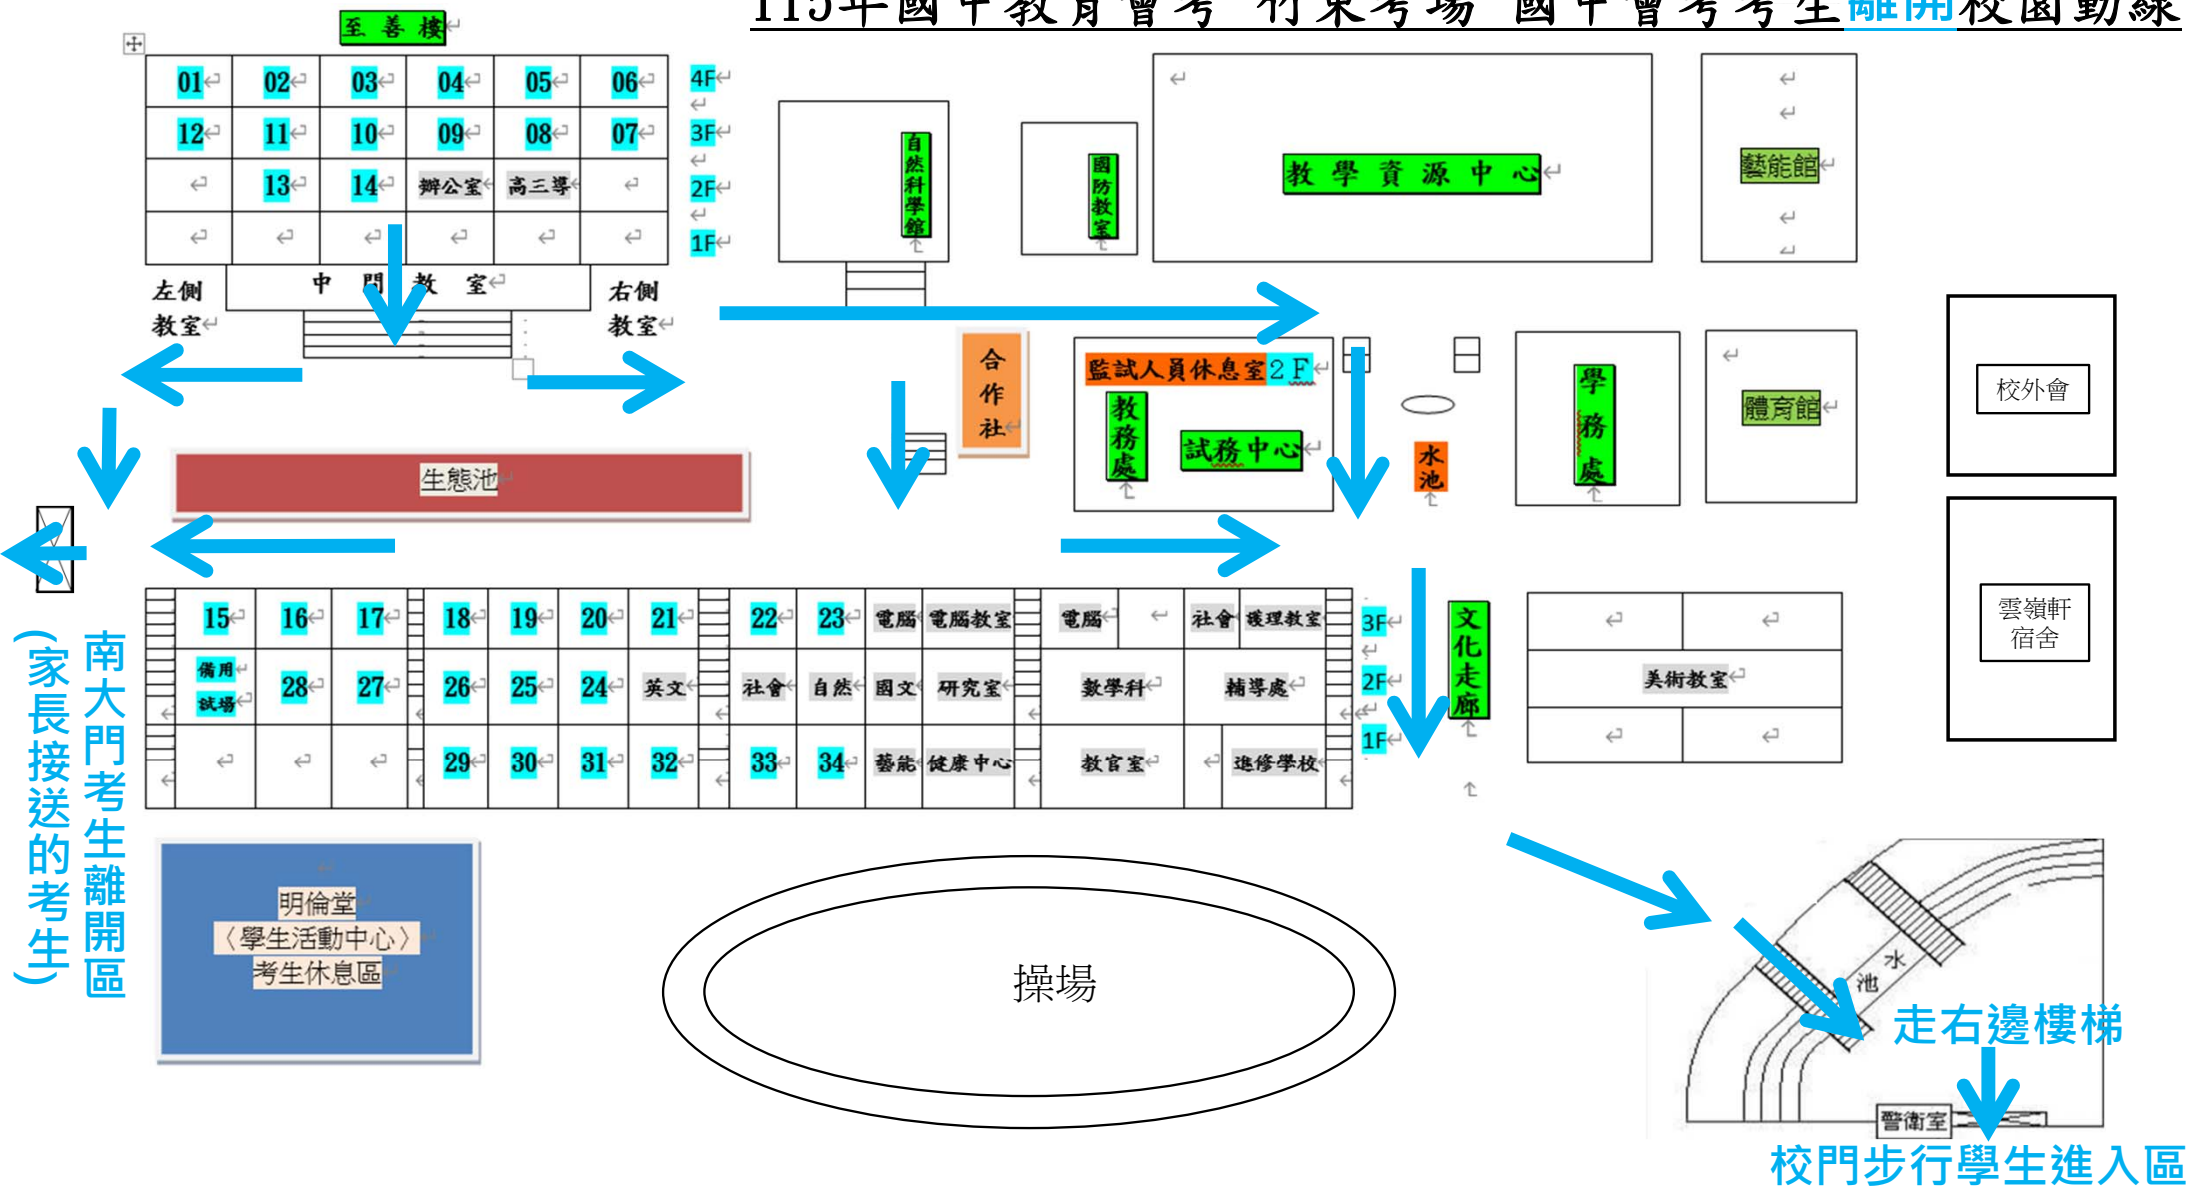 115年國中教育會考 竹東考場 國中會考考生離開校園動線
至善樓
01 02 03 04 05 06 4F
12 11 10 09 08 07 3F
13 14 辦公室 高三導 2F
1F
左側教室
中間教室
右側教室
自然科學館
國防教室
教學資源中心
藝能館
合作社
監試人員休息室2F
教務處
試務中心
水池
學務處
體育館
校外會
雲嶺軒
宿舍
生態池
15 16 17 18 19 20 21 22 23 電腦 電腦教室 電腦 社會 護理教室 3F
備用試場 28 27 26 25 24 英文 社會 自然 國文 研究室 數學科 輔導處 2F
29 30 31 32 33 34 藝能 健康中心 教官室 進修學校 1F
文化走廊
美術教室
南大門考生離開區
(家長接送的考生)
明倫堂
〈學生活動中心〉
考生休息區
操場
水池
走右邊樓梯
警衛室
校門步行學生進入區